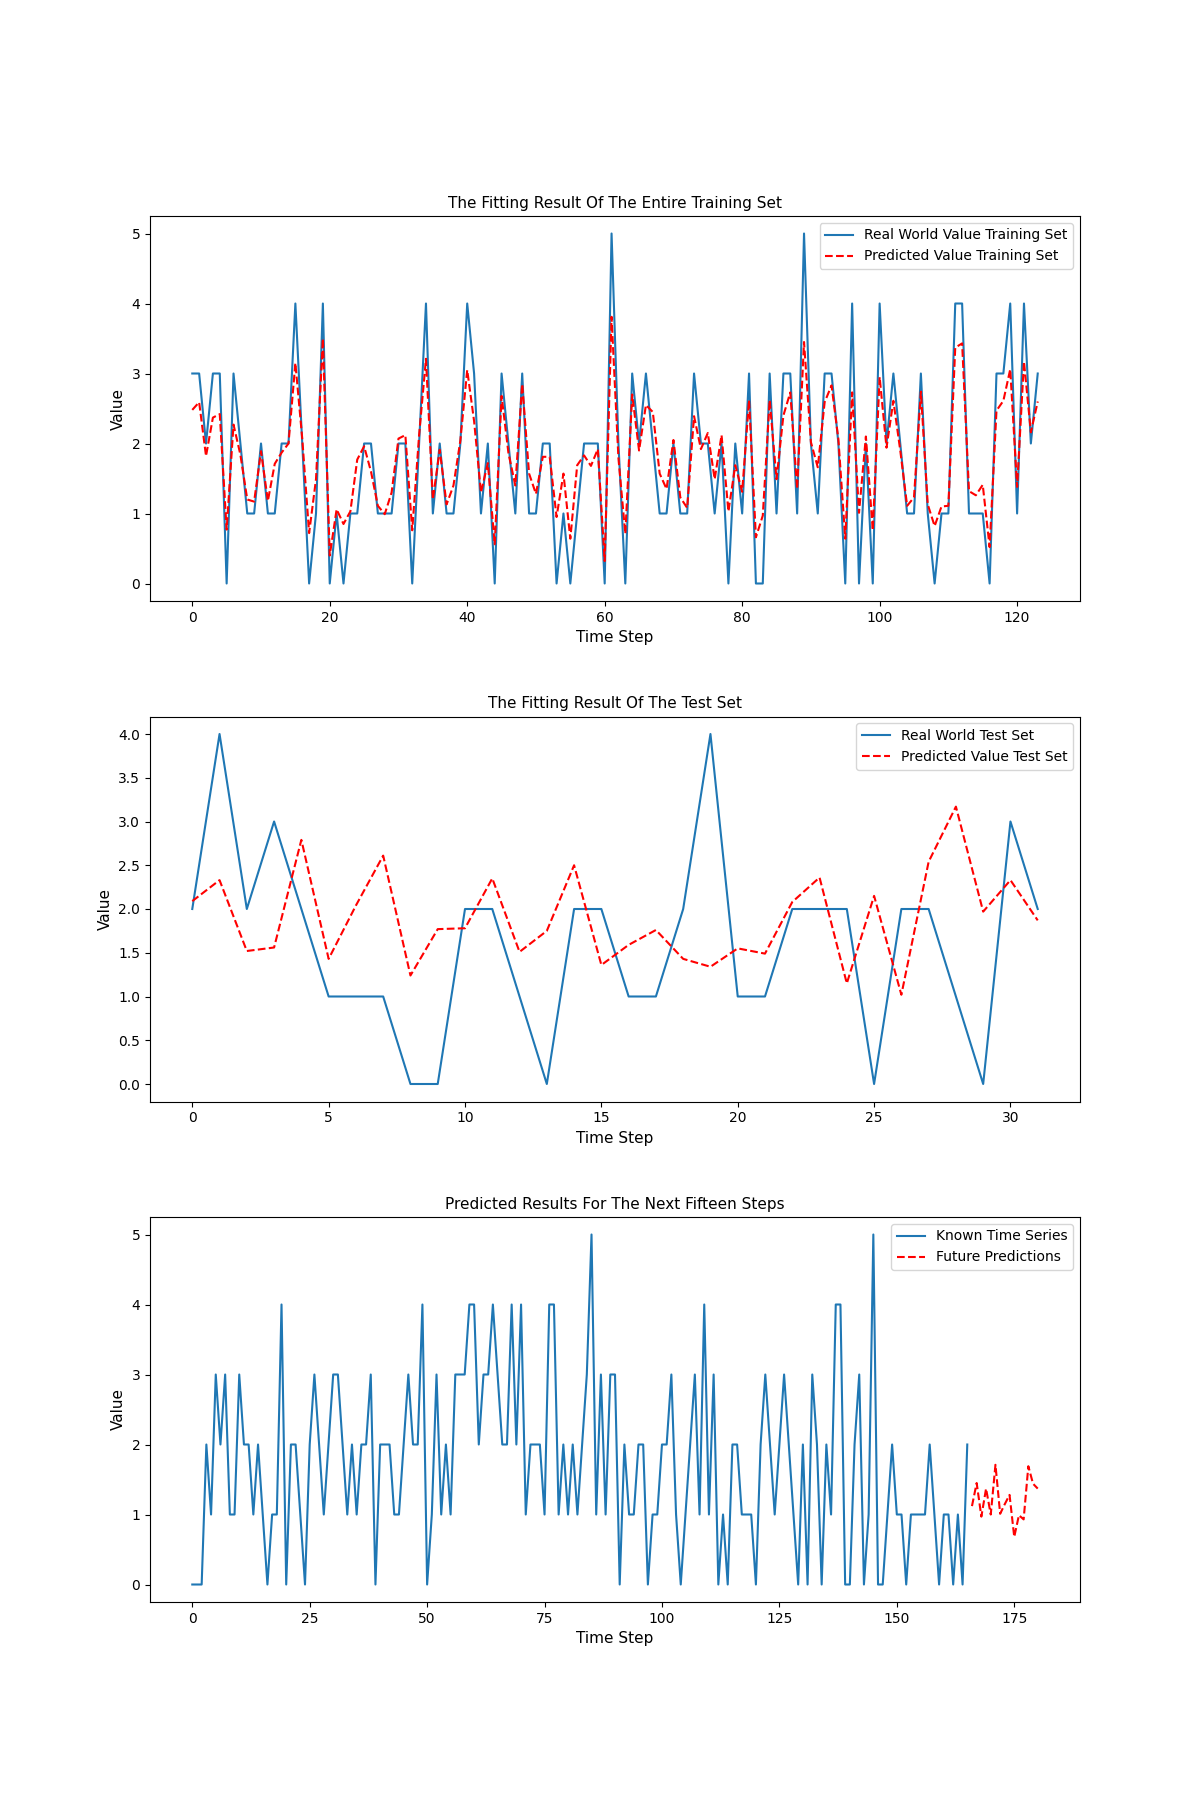 The Fitting Result Of The Entire Training Set
Real World Value Training Set
Predicted Value Training Set
Value
5
4
3
2
1
0
0 20 40 60 80 100 120
Time Step
The Fitting Result Of The Test Set
Real World Test Set
Predicted Value Test Set
Value
4.0
3.5
3.0
2.5
2.0
1.5
1.0
0.5
0.0
0 5 10 15 20 25 30
Time Step
Predicted Results For The Next Fifteen Steps
Known Time Series
Future Predictions
Value
5
4
3
2
1
0
0 25 50 75 100 125 150 175
Time Step